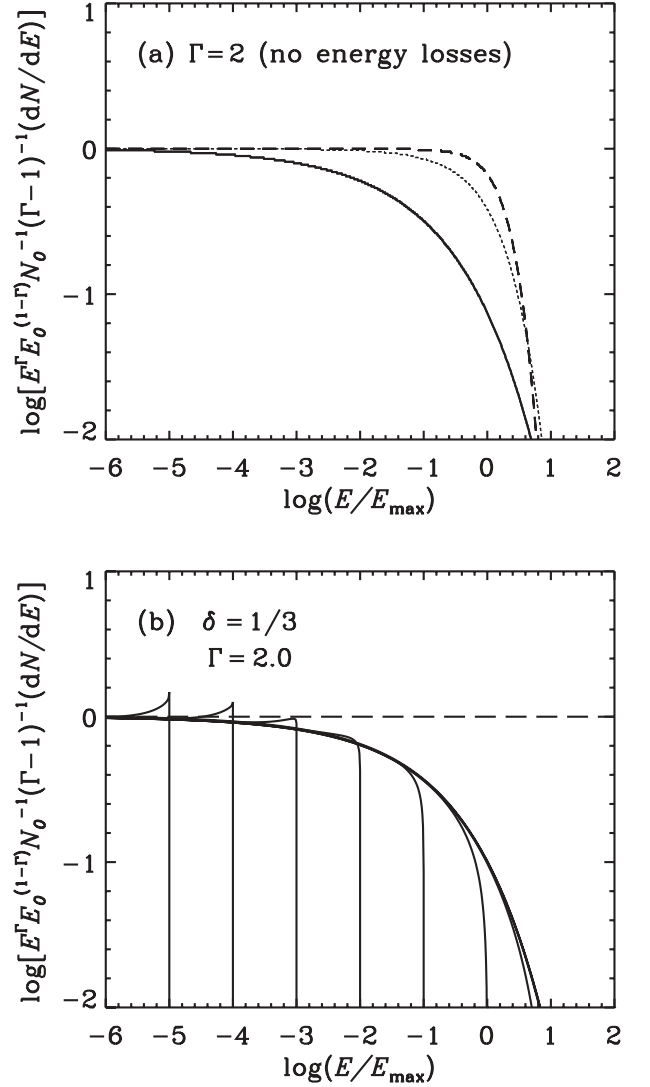 (a) Γ=2 (no energy losses)
log[E^Γ E_0^(1−Γ) N_0^−1 (Γ−1)^−1 (dN/dE)]
1
0
−1
−2
−6 −5 −4 −3 −2 −1 0 1 2
log(E/E_max)
(b) δ = 1/3
Γ = 2.0
log[E^Γ E_0^(1−Γ) N_0^−1 (Γ−1)^−1 (dN/dE)]
1
0
−1
−2
−6 −5 −4 −3 −2 −1 0 1 2
log(E/E_max)